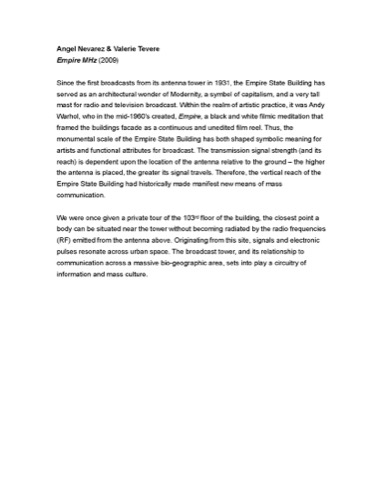 Angel Nevarez & Valerie Tevere
Empire MHz (2009)
Since the first broadcasts from its antenna tower in 1931, the Empire State Building has
served as an architectural wonder of Modernity, a symbol of capitalism, and a very tall
mast for radio and television broadcast. Within the realm of artistic practice, it was Andy
Warhol, who in the mid-1960's created, Empire, a black and white filmic meditation that
framed the buildings facade as a continuous and unedited film reel. Thus, the
monumental scale of the Empire State Building has both shaped symbolic meaning for
artists and functional attributes for broadcast. The transmission signal strength (and its
reach) is dependent upon the location of the antenna relative to the ground – the higher
the antenna is placed, the greater its signal travels. Therefore, the vertical reach of the
Empire State Building had historically made manifest new means of mass
communication.
We were once given a private tour of the 103rd floor of the building, the closest point a
body can be situated near the tower without becoming radiated by the radio frequencies
(RF) emitted from the antenna above. Originating from this site, signals and electronic
pulses resonate across urban space. The broadcast tower, and its relationship to
communication across a massive bio-geographic area, sets into play a circuitry of
information and mass culture.